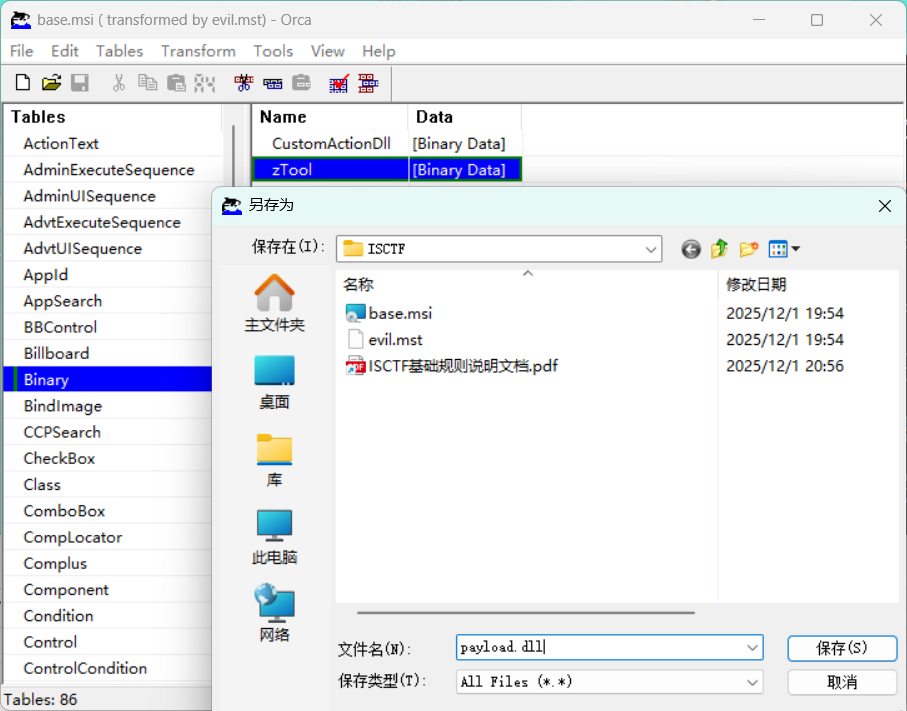 base.msi ( transformed by evil.mst) - Orca
File Edit Tables Transform Tools View Help
Tables
ActionText
AdminExecuteSequence
AdminUISequence
AdvtExecuteSequence
AdvtUISequence
AppId
AppSearch
BBControl
Billboard
Binary
BindImage
CCPSearch
CheckBox
Class
ComboBox
CompLocator
Complus
Component
Condition
Control
ControlCondition
Tables: 86
Name Data
CustomActionDll [Binary Data]
zTool [Binary Data]
另存为
保存在(I): ISCTF
主文件夹
桌面
库
此电脑
网络
名称 修改日期
base.msi 2025/12/1 19:54
evil.mst 2025/12/1 19:54
PDF ISCTF基础规则说明文档.pdf 2025/12/1 20:56
文件名(N): payload.dll 保存(S)
保存类型(T): All Files (*.*) 取消